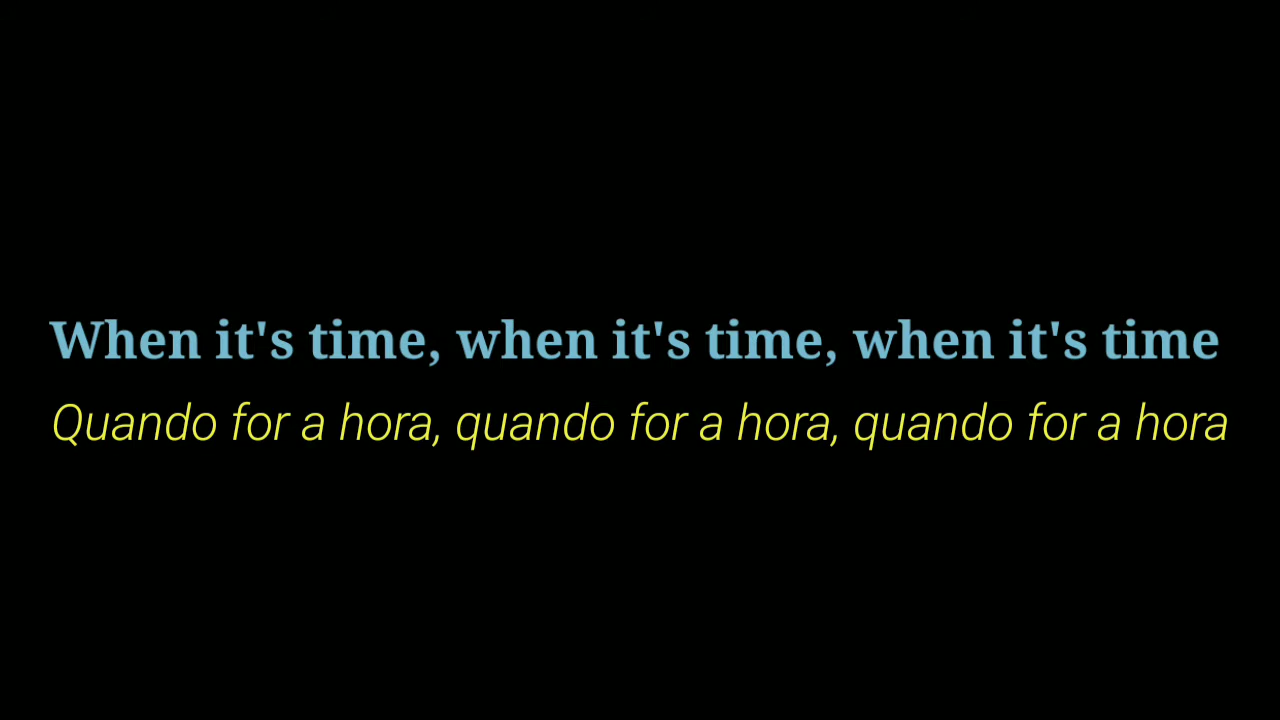 When it's time, when it's time, when it's time
Quando for a hora, quando for a hora, quando for a hora